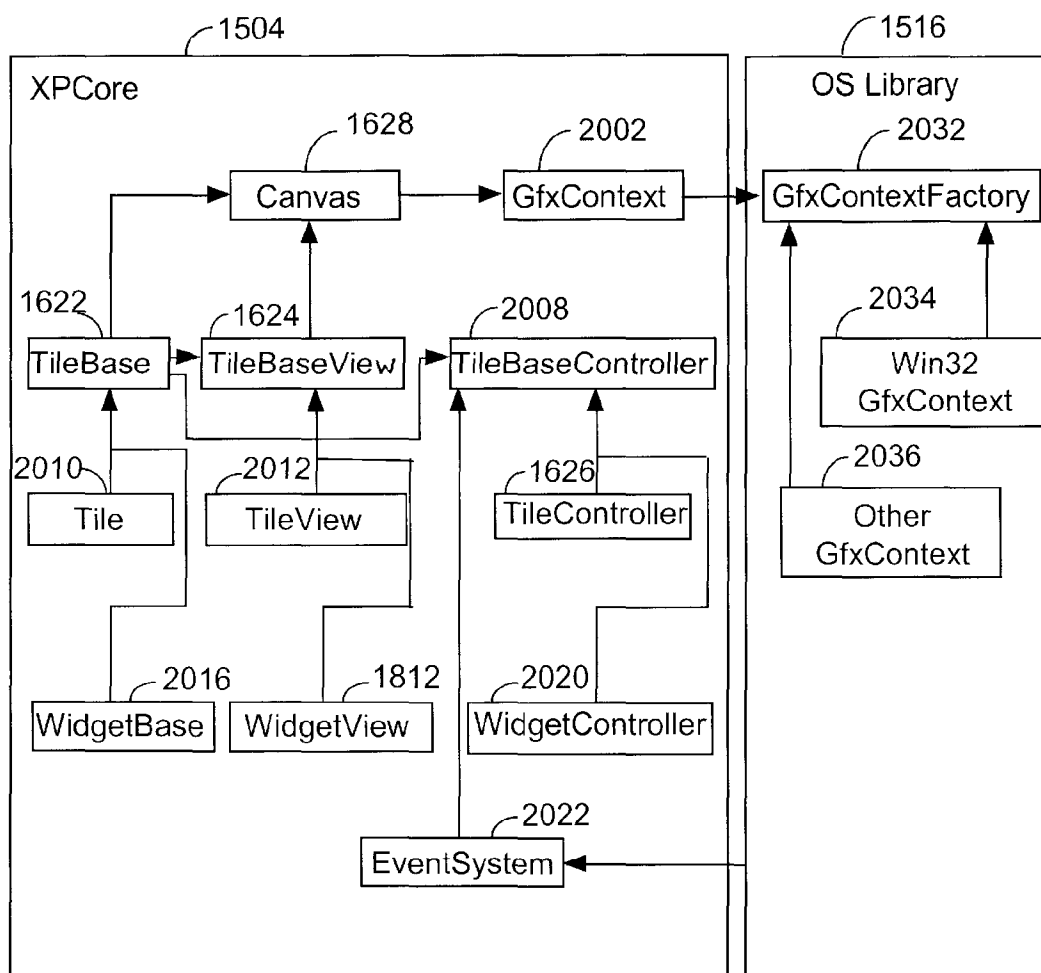 1504
1516
XPCore
OS Library
1628
2002
2032
Canvas
GfxContext
GfxContextFactory
1622
1624
2008
2034
TileBase
TileBaseView
TileBaseController
Win32
GfxContext
2010
2012
1626
2036
Tile
TileView
TileController
Other
GfxContext
2016
1812
2020
WidgetBase
WidgetView
WidgetController
2022
EventSystem